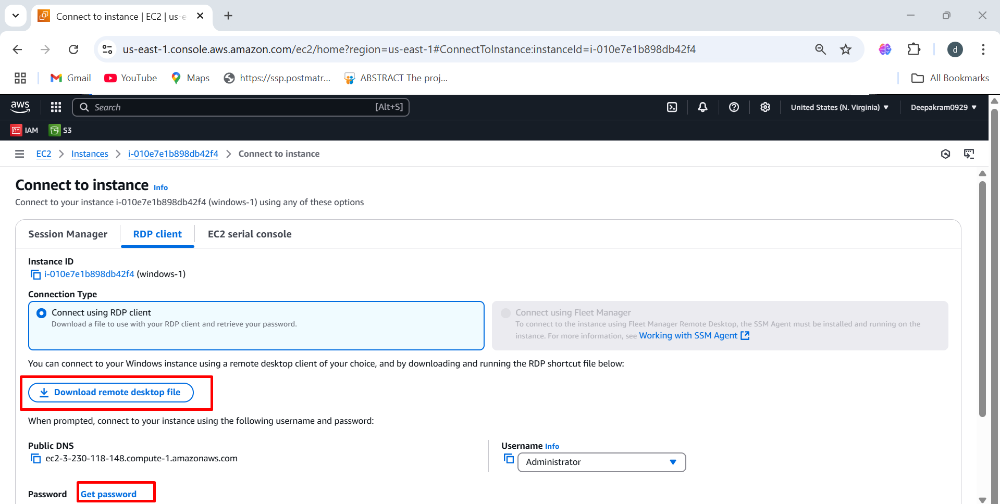 Connect to instance | EC2 | us-e
us-east-1.console.aws.amazon.com/ec2/home?region=us-east-1#ConnectToInstance:instanceId=i-010e7e1b898db42f4
d
Gmail YouTube Maps https://ssp.postmatr... ABSTRACT The proj... All Bookmarks
aws Search [Alt+S] United States (N. Virginia) Deepakram0929
IAM S3
EC2 Instances i-010e7e1b898db42f4 Connect to instance
Connect to instance Info
Connect to your instance i-010e7e1b898db42f4 (windows-1) using any of these options
Session Manager RDP client EC2 serial console
Instance ID
i-010e7e1b898db42f4 (windows-1)
Connection Type
Connect using RDP client
Download a file to use with your RDP client and retrieve your password.
Connect using Fleet Manager
To connect to the instance using Fleet Manager Remote Desktop, the SSM Agent must be installed and running on the
instance. For more information, see Working with SSM Agent
You can connect to your Windows instance using a remote desktop client of your choice, and by downloading and running the RDP shortcut file below:
Download remote desktop file
When prompted, connect to your instance using the following username and password:
Public DNS
ec2-3-230-118-148.compute-1.amazonaws.com
Username Info
Administrator
Password Get password